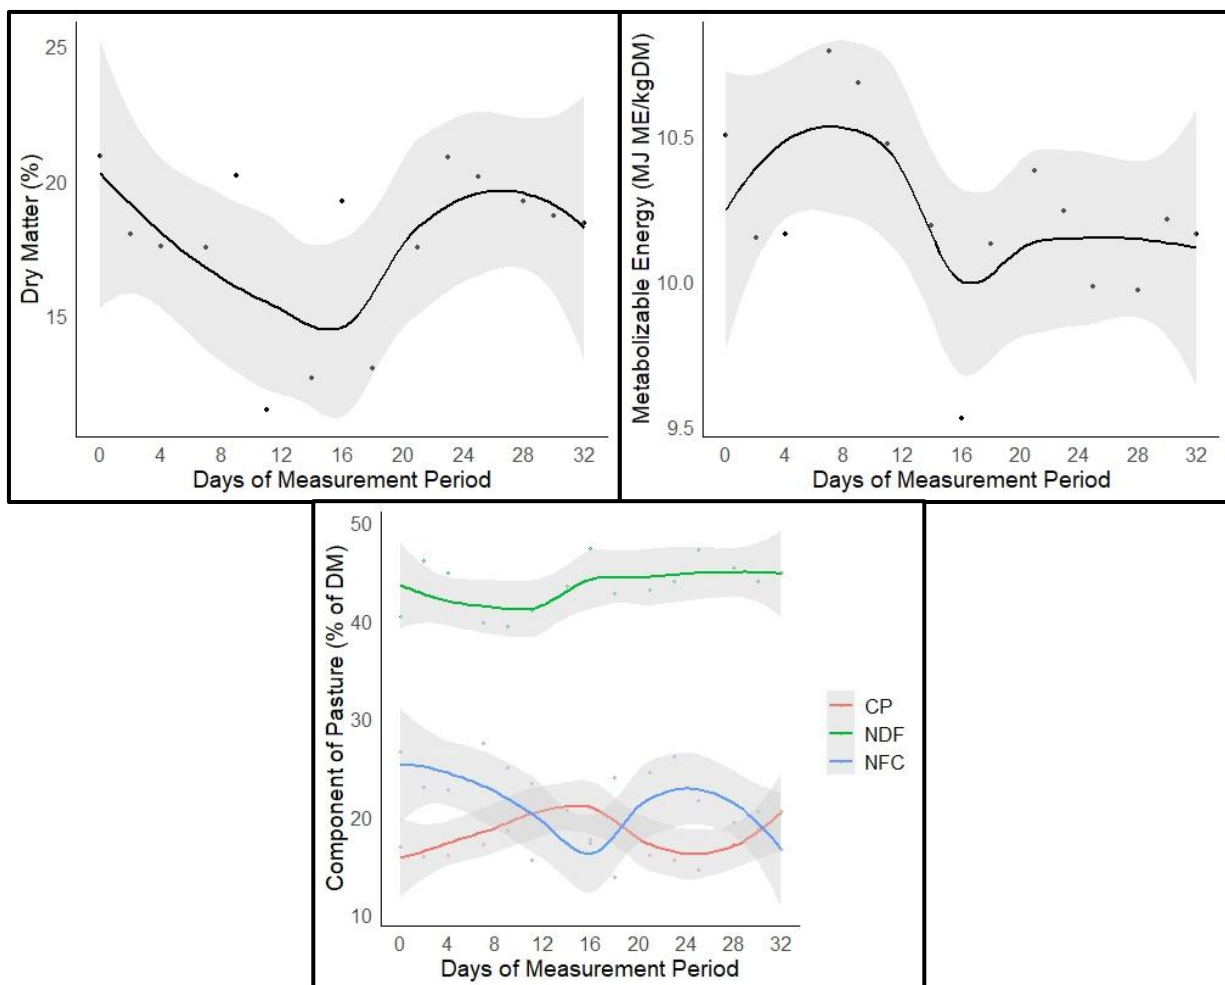 Dry Matter (%)
25
20
15
0 4 8 12 16 20 24 28 32
Days of Measurement Period
Metabolizable Energy (MJ ME/kgDM)
10.5
10.0
9.5
0 4 8 12 16 20 24 28 32
Days of Measurement Period
Component of Pasture (% of DM)
50
40
30
20
10
0 4 8 12 16 20 24 28 32
Days of Measurement Period
CP
NDF
NFC